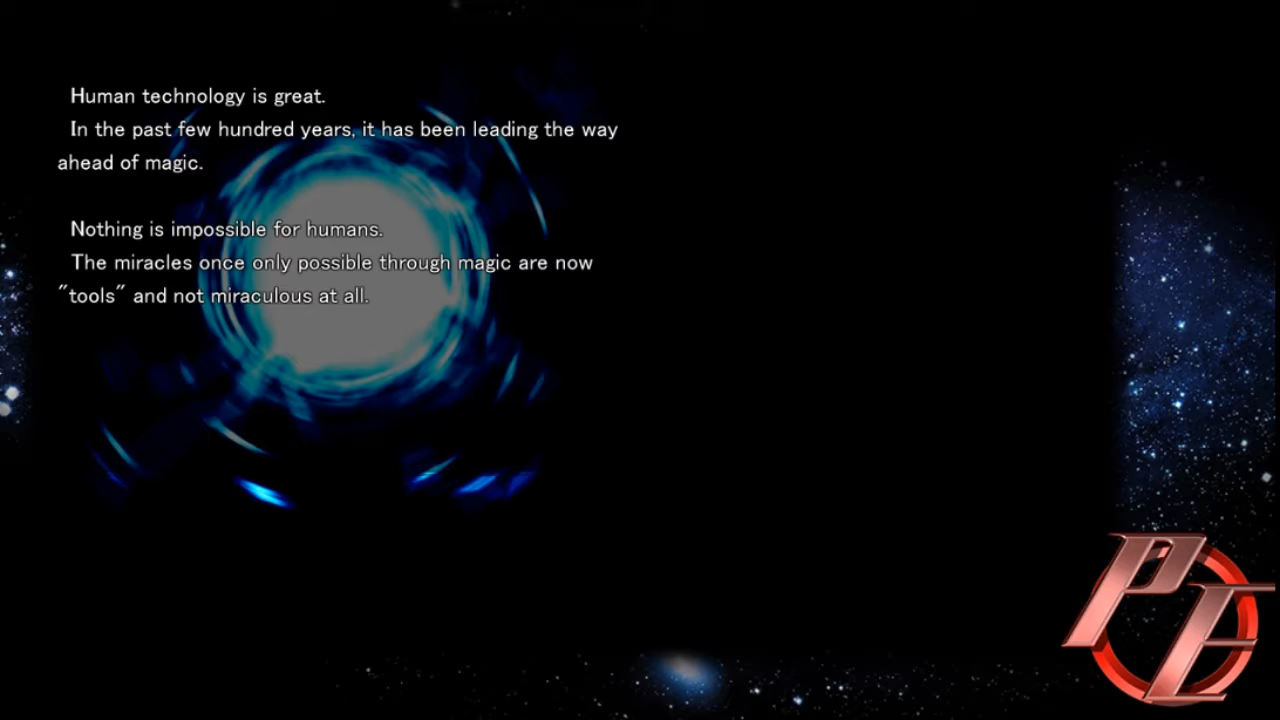 Human technology is great.
In the past few hundred years, it has been leading the way
ahead of magic.
Nothing is impossible for humans.
The miracles once only possible through magic are now
"tools" and not miraculous at all.
PE